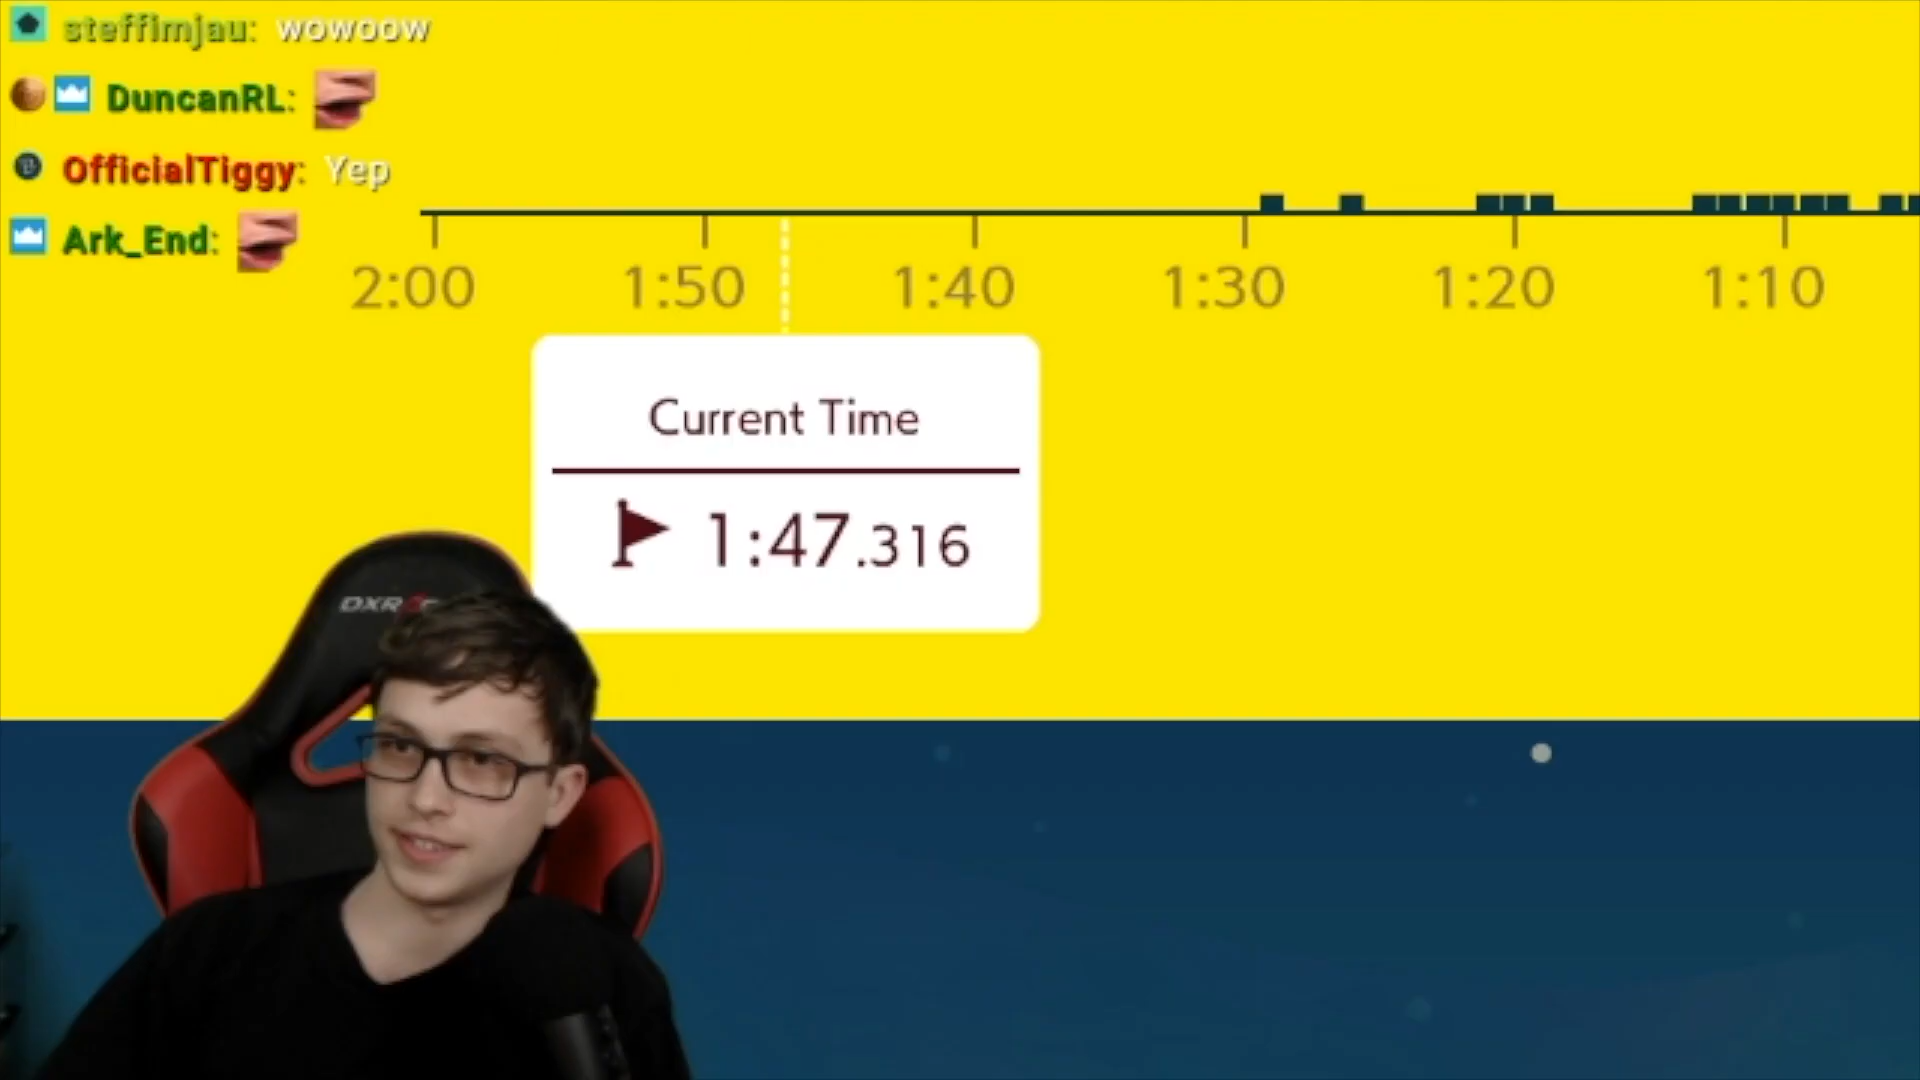 steffimjau: wowoow
DuncanRL:
OfficialTiggy: Yep
Ark_End:
2:00 1:50 1:40 1:30 1:20 1:10
Current Time
1:47.316